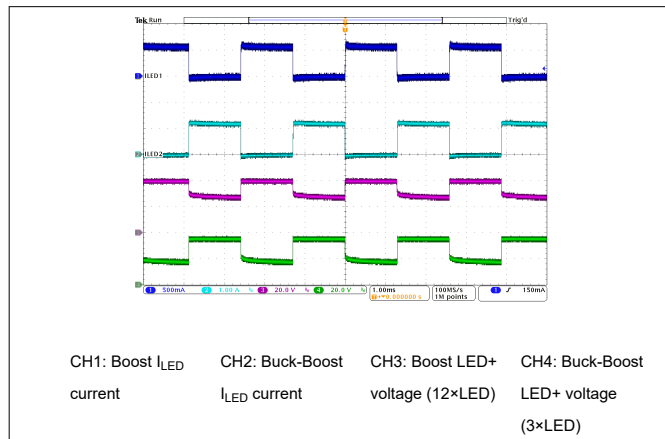 Tek Run
Trig'd
ILED1
ILED2
1 500mA 2 1.00 A 3 20.0 V 4 20.0 V
1.00ms 100MS/s 1 150mA
0.000000 s 1M points
CH1: Boost ILED
current
CH2: Buck-Boost
ILED current
CH3: Boost LED+
voltage (12×LED)
CH4: Buck-Boost
LED+ voltage
(3×LED)